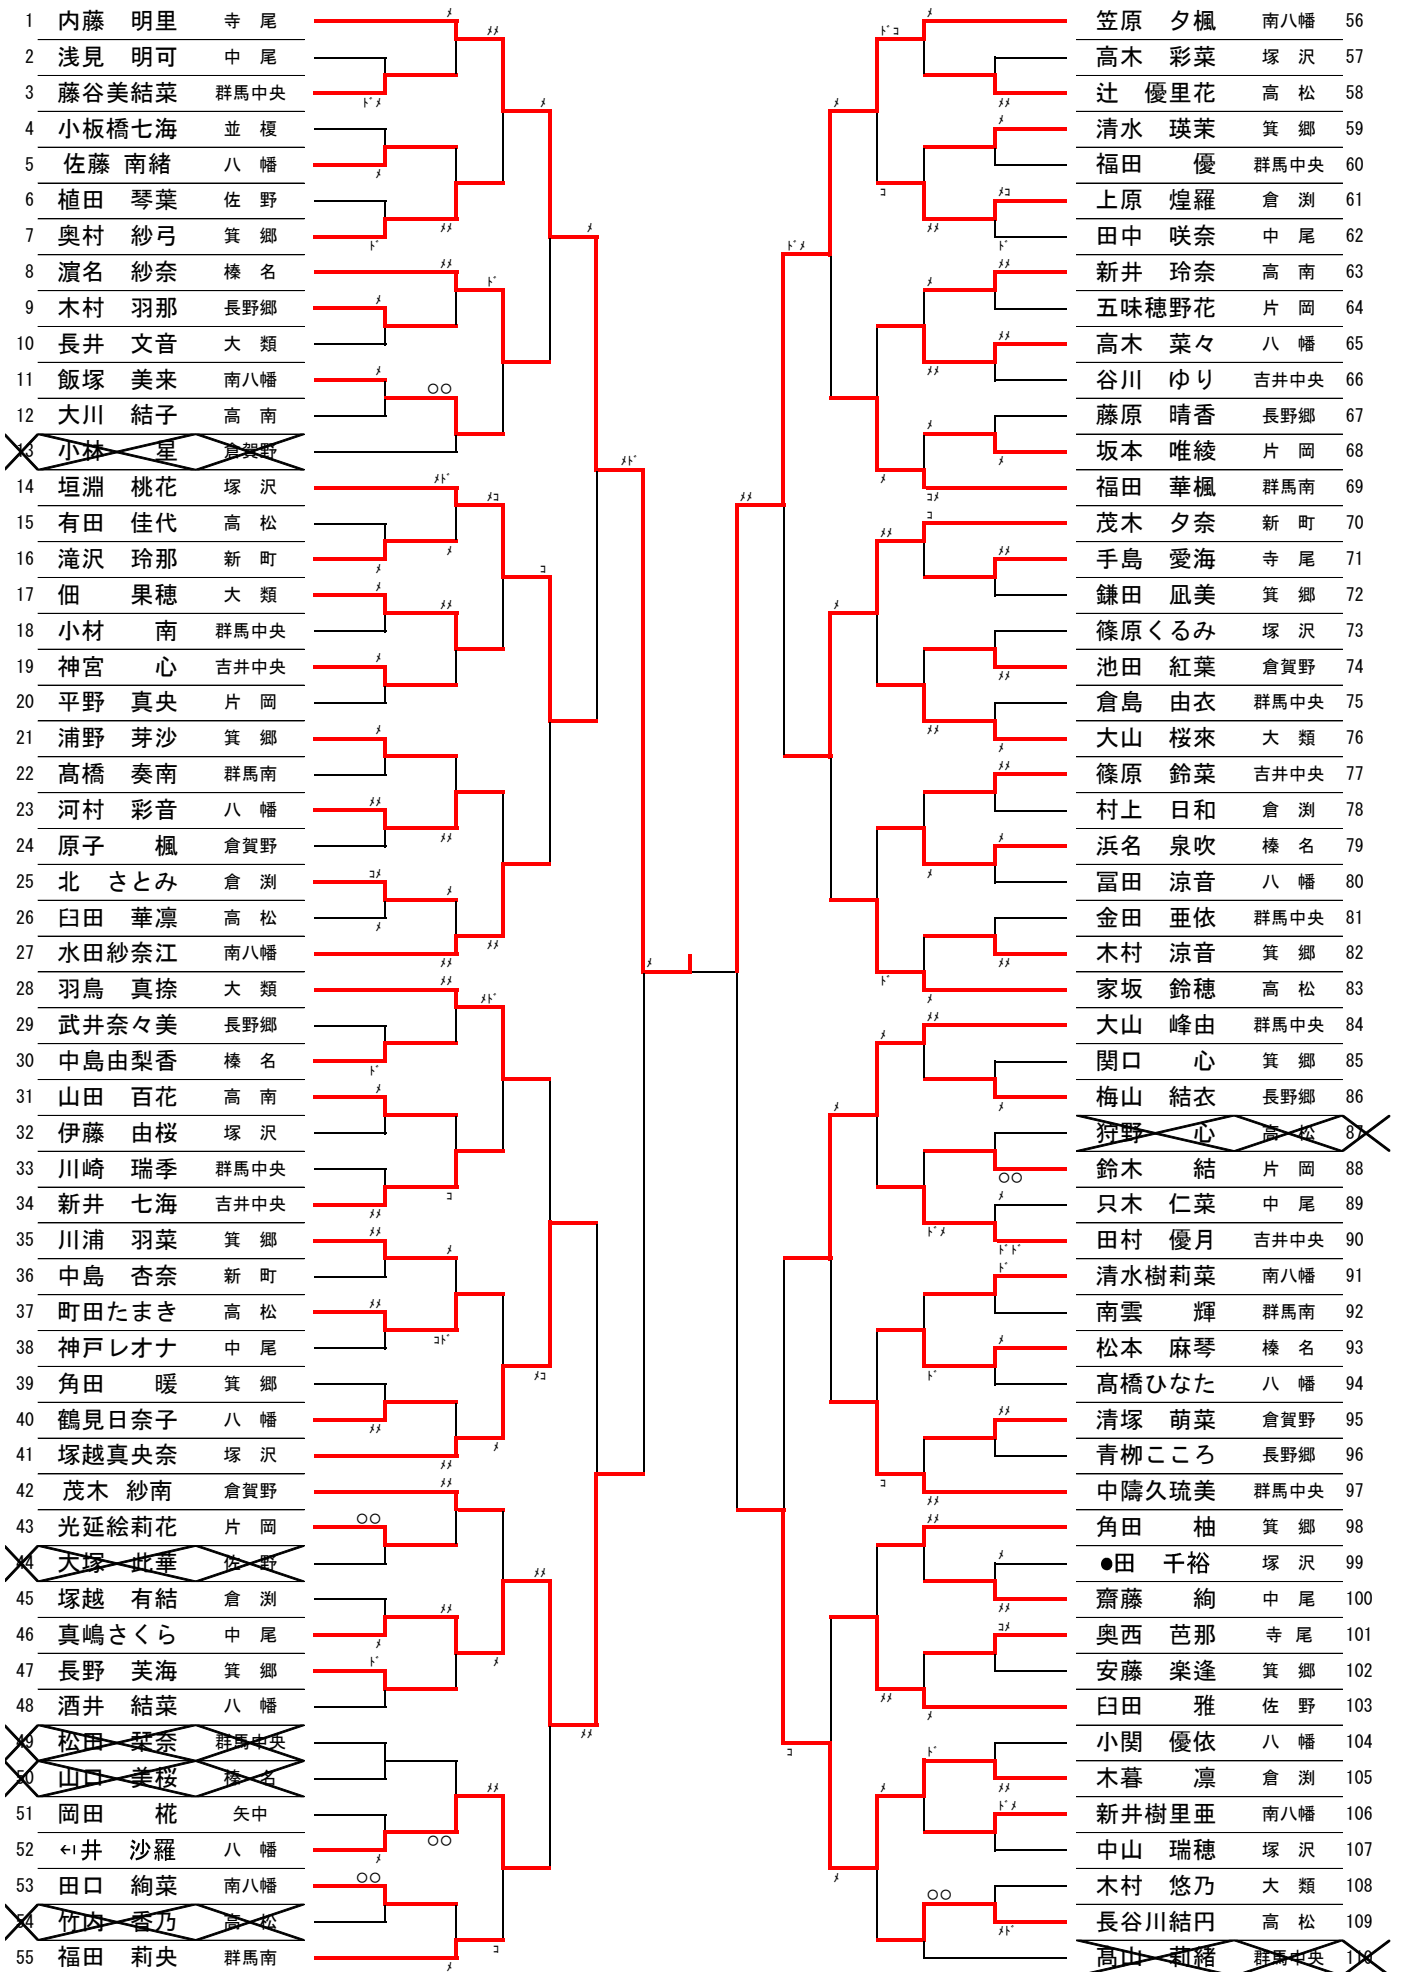 1 内藤 明里 寺 尾
2 浅見 明可 中 尾
3 藤谷美結菜 群馬中央
4 小板橋七海 並 榎
5 佐藤 南緒 八 幡
6 植田 琴葉 佐 野
7 奥村 紗弓 箕 郷
8 濵名 紗奈 榛 名
9 木村 羽那 長野郷
10 長井 文音 大 類
11 飯塚 美来 南八幡
12 大川 結子 高 南
13 小林 星 倉賀野
14 垣淵 桃花 塚 沢
15 有田 佳代 高 松
16 滝沢 玲那 新 町
17 佃 果穂 大 類
18 小材 南 群馬中央
19 神宮 心 吉井中央
20 平野 真央 片 岡
21 浦野 芽沙 箕 郷
22 髙橋 奏南 群馬南
23 河村 彩音 八 幡
24 原子 楓 倉賀野
25 北 さとみ 倉 渕
26 臼田 華凛 高 松
27 水田紗奈江 南八幡
28 羽鳥 真捺 大 類
29 武井奈々美 長野郷
30 中島由梨香 榛 名
31 山田 百花 高 南
32 伊藤 由桜 塚 沢
33 川崎 瑞季 群馬中央
34 新井 七海 吉井中央
35 川浦 羽菜 箕 郷
36 中島 杏奈 新 町
37 町田たまき 高 松
38 神戸レオナ 中 尾
39 角田 暖 箕 郷
40 鶴見日奈子 八 幡
41 塚越真央奈 塚 沢
42 茂木 紗南 倉賀野
43 光延絵莉花 片 岡
44 大塚 此華 佐 野
45 塚越 有結 倉 渕
46 真嶋さくら 中 尾
47 長野 芙海 箕 郷
48 酒井 結菜 八 幡
49 松田 栞奈 群馬中央
50 山口 美桜 榛 名
51 岡田 椛 矢中
52 井 沙羅 八 幡
53 田口 絢菜 南八幡
54 竹内 香乃 高 松
55 福田 莉央 群馬南
笠原 夕楓 南八幡 56
高木 彩菜 塚 沢 57
辻 優里花 高 松 58
清水 瑛茉 箕 郷 59
福田 優 群馬中央 60
上原 煌羅 倉 渕 61
田中 咲奈 中 尾 62
新井 玲奈 高 南 63
五味穂野花 片 岡 64
高木 菜々 八 幡 65
谷川 ゆり 吉井中央 66
藤原 晴香 長野郷 67
坂本 唯綾 片 岡 68
福田 華楓 群馬南 69
茂木 夕奈 新 町 70
手島 愛海 寺 尾 71
鎌田 凪美 箕 郷 72
篠原くるみ 塚 沢 73
池田 紅葉 倉賀野 74
倉島 由衣 群馬中央 75
大山 桜來 大 類 76
篠原 鈴菜 吉井中央 77
村上 日和 倉 渕 78
浜名 泉吹 榛 名 79
冨田 涼音 八 幡 80
金田 亜依 群馬中央 81
木村 涼音 箕 郷 82
家坂 鈴穂 高 松 83
大山 峰由 群馬中央 84
関口 心 箕 郷 85
梅山 結衣 長野郷 86
狩野 心 高 松 87
鈴木 結 片 岡 88
只木 仁菜 中 尾 89
田村 優月 吉井中央 90
清水樹莉菜 南八幡 91
南雲 輝 群馬南 92
松本 麻琴 榛 名 93
髙橋ひなた 八 幡 94
清塚 萌菜 倉賀野 95
青栁こころ 長野郷 96
中隯久琉美 群馬中央 97
角田 柚 箕 郷 98
●田 千裕 塚 沢 99
齋藤 絢 中 尾 100
奥西 芭那 寺 尾 101
安藤 楽逢 箕 郷 102
臼田 雅 佐 野 103
小関 優依 八 幡 104
木暮 凛 倉 渕 105
新井樹里亜 南八幡 106
中山 瑞穂 塚 沢 107
木村 悠乃 大 類 108
長谷川結円 高 松 109
髙山 莉緒 群馬中央 110